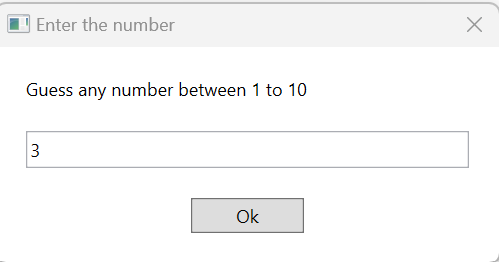 Enter the number
Guess any number between 1 to 10
3
Ok